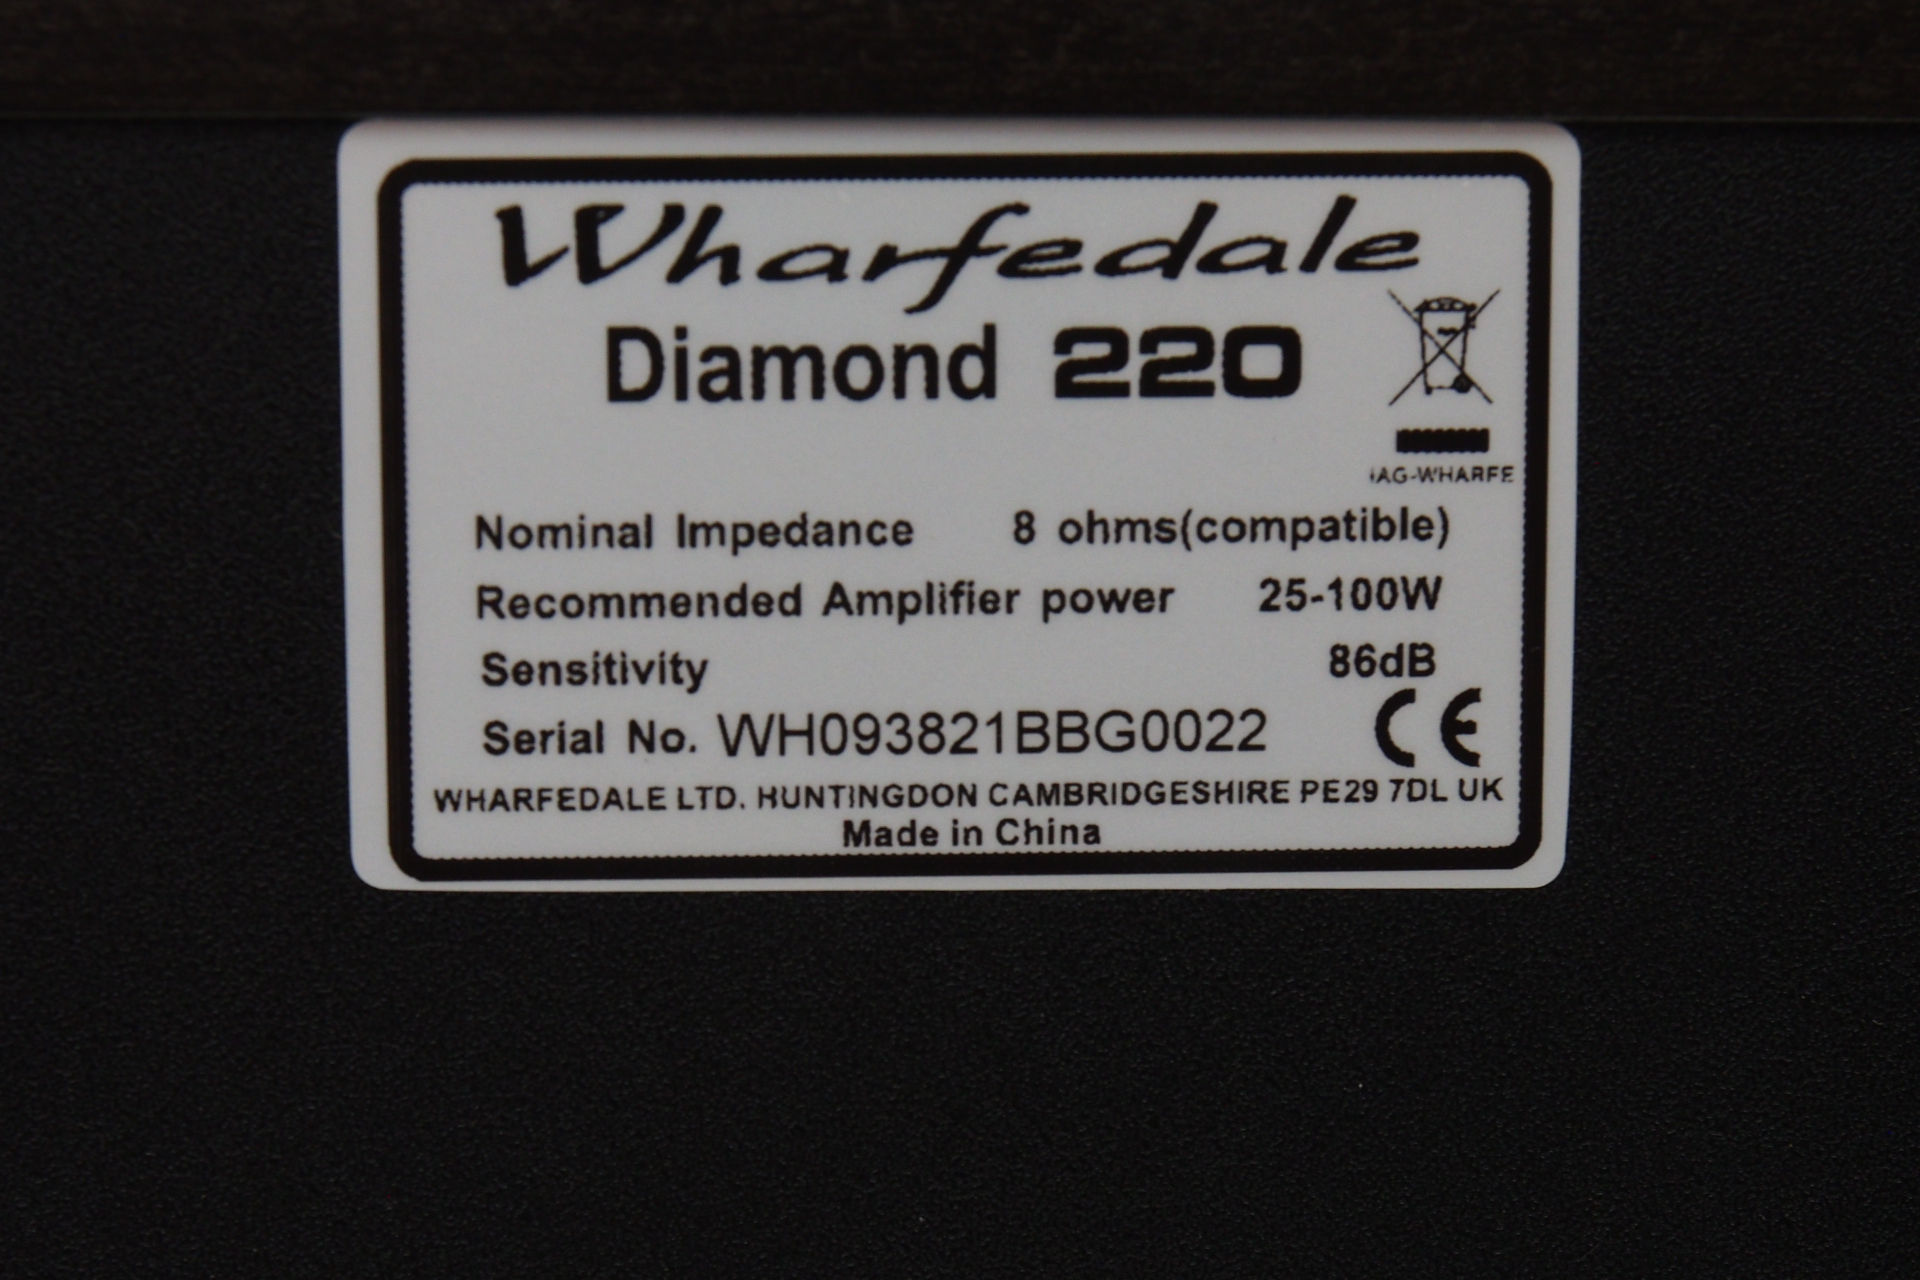 Wharfedale
Diamond 220
IAG-WHARFE
Nominal Impedance 8 ohms(compatible)
Recommended Amplifier power 25-100W
Sensitivity 86dB
Serial No. WH093821BBG0022 CE
WHARFEDALE LTD. HUNTINGDON CAMBRIDGESHIRE PE29 7DL UK
Made in China